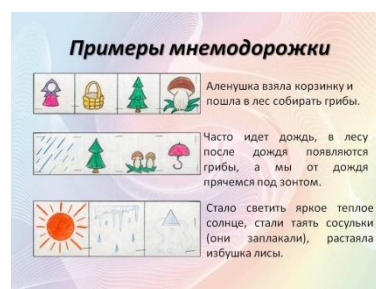 Примеры мнемодорожки
Аленушка взяла корзинку и
пошла в лес собирать грибы.
Часто идет дождь, в лесу
после дождя появляются
грибы, а мы от дождя
прячемся под зонтом.
Стало светить яркое теплое
солнце, стали таять сосульки
(они заплакали), растаяла
избушка лисы.